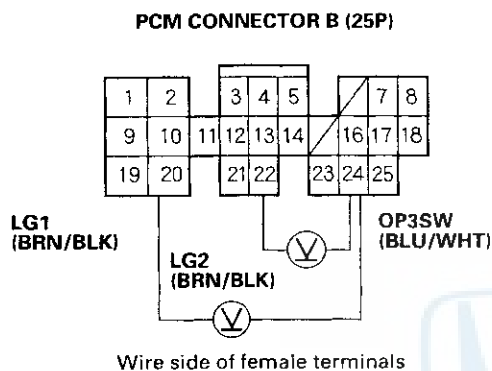 PCM CONNECTOR B (25P)
1 2 3 4 5 7 8
9 10 11 12 13 14 16 17 18
19 20 21 22 23 24 25
LG1
(BRN/BLK)
OP3SW
(BLU/WHT)
V
LG2
(BRN/BLK)
V
Wire side of female terminals